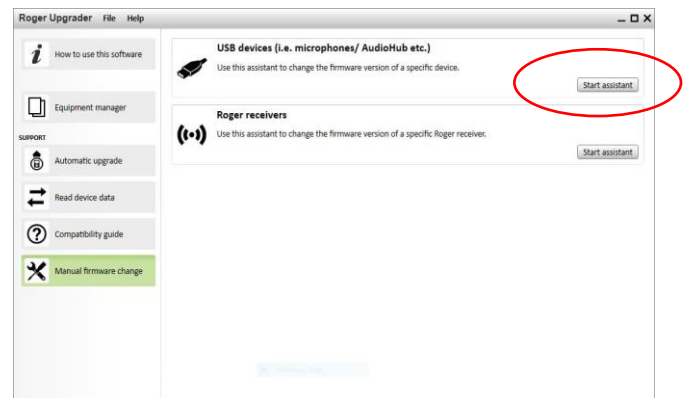 Roger Upgrader File Help
How to use this software
Equipment manager
SUPPORT
Automatic upgrade
Read device data
Compatibility guide
Manual firmware change
USB devices (i.e. microphones/ AudioHub etc.)
Use this assistant to change the firmware version of a specific device.
Start assistant
Roger receivers
Use this assistant to change the firmware version of a specific Roger receiver.
Start assistant